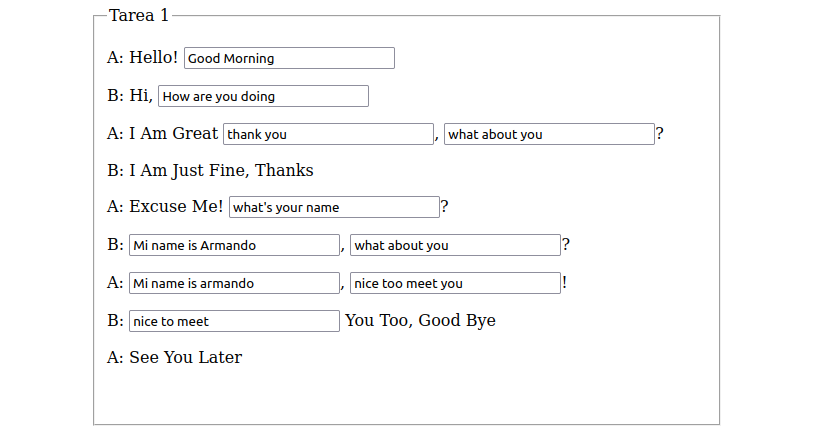 Tarea 1
A: Hello! Good Morning
B: Hi, How are you doing
A: I Am Great thank you, what about you?
B: I Am Just Fine, Thanks
A: Excuse Me! what's your name?
B: Mi name is Armando, what about you?
A: Mi name is armando, nice too meet you!
B: nice to meet You Too, Good Bye
A: See You Later